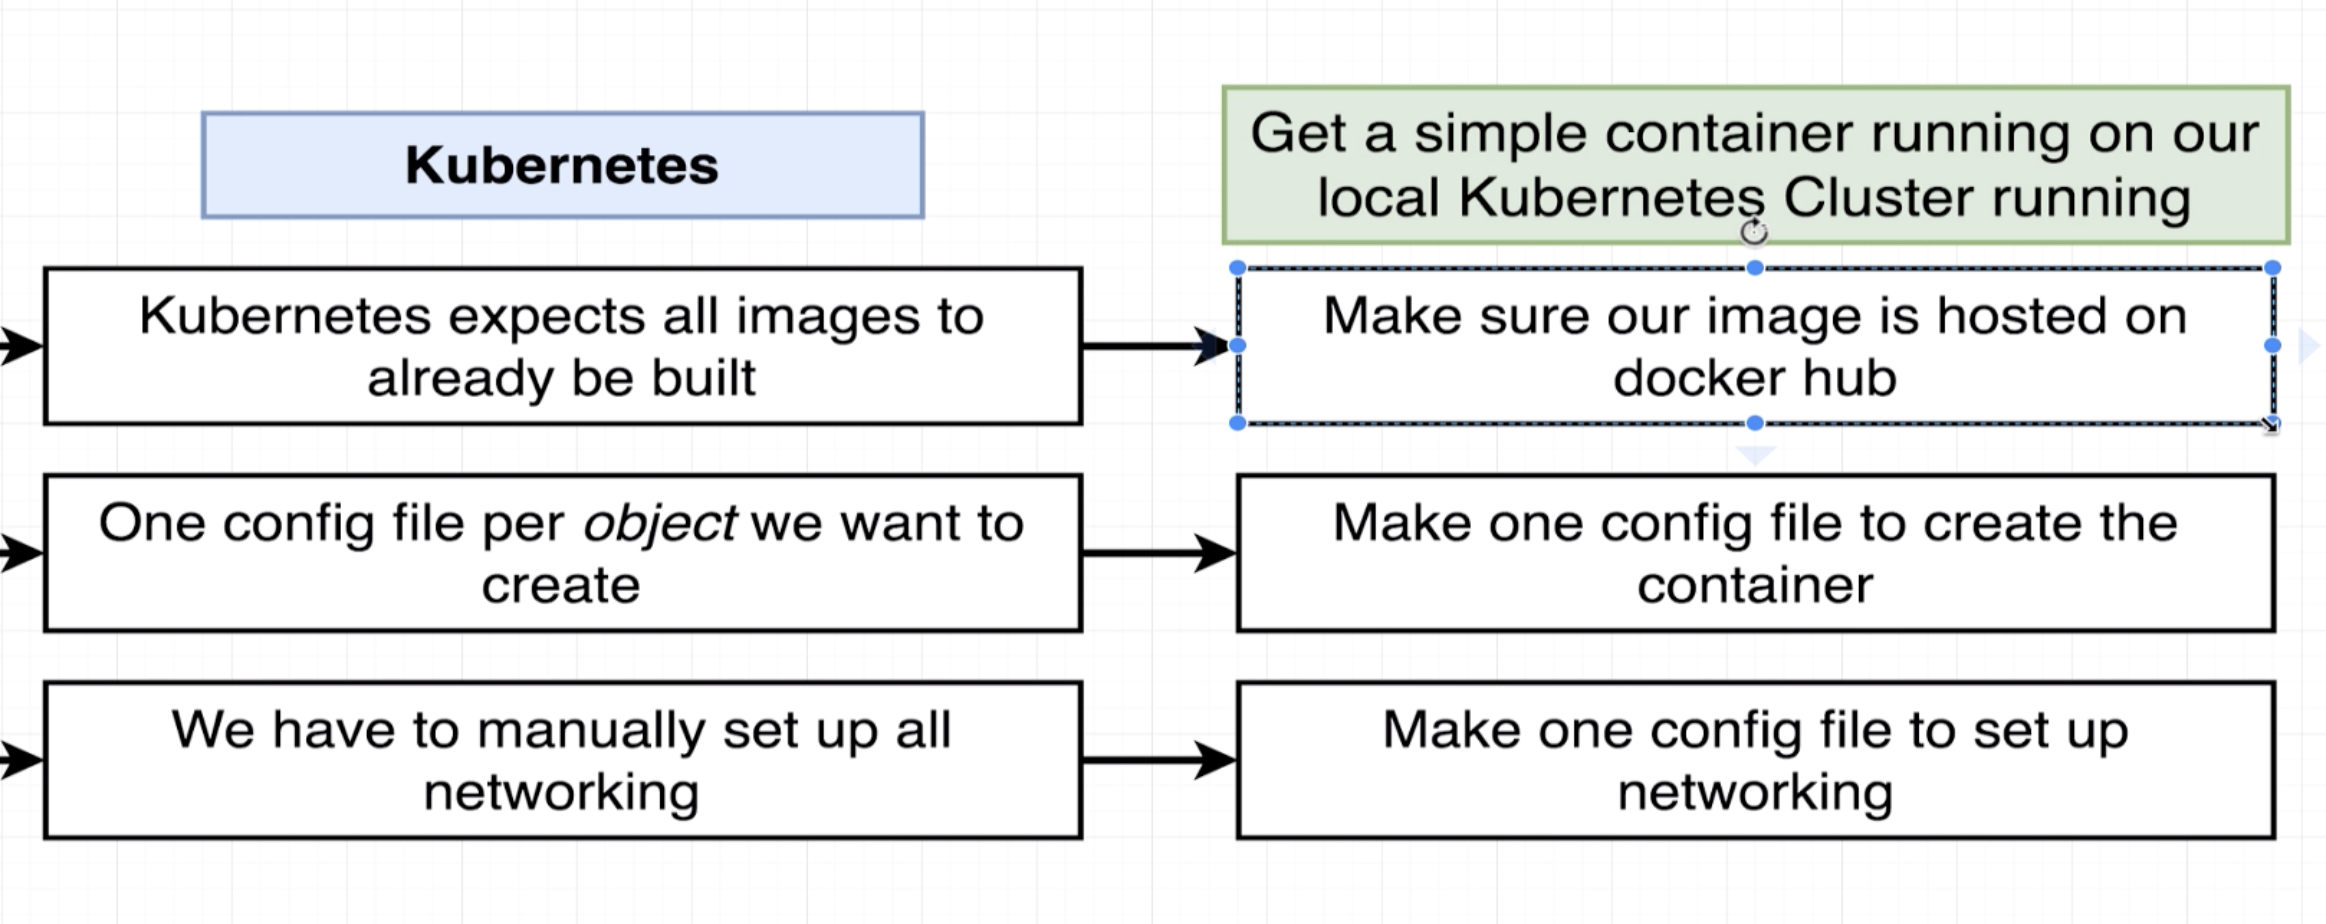 Kubernetes
Get a simple container running on our
local Kubernetes Cluster running
Kubernetes expects all images to
already be built
Make sure our image is hosted on
docker hub
One config file per object we want to
create
Make one config file to create the
container
We have to manually set up all
networking
Make one config file to set up
networking